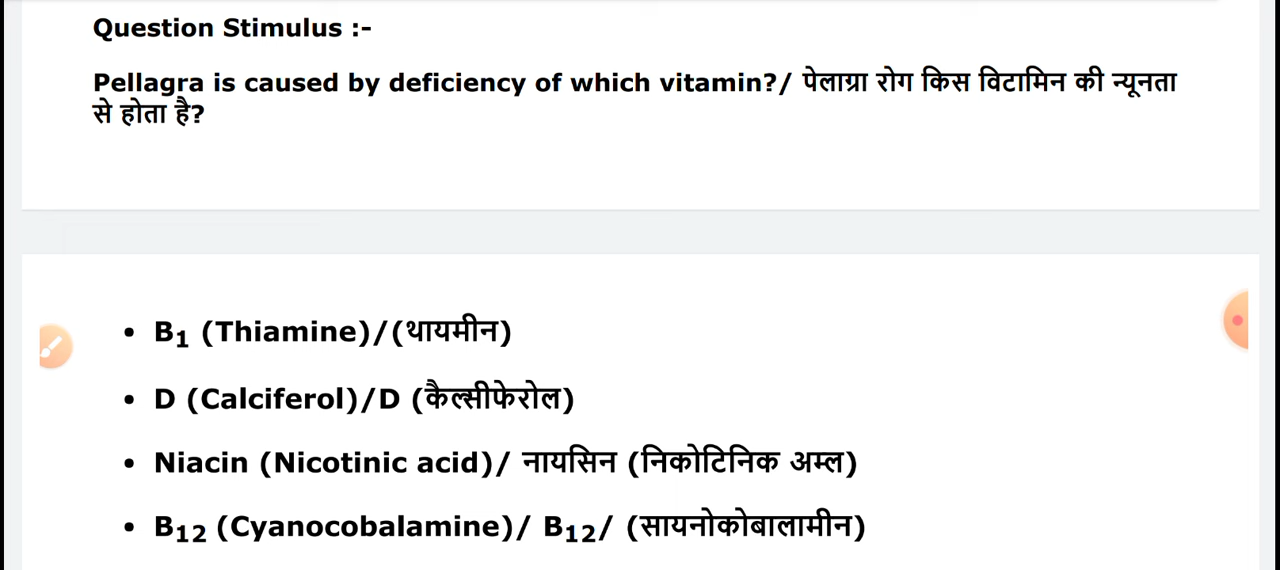 Question Stimulus :-
Pellagra is caused by deficiency of which vitamin?/ पेलाग्रा रोग किस विटामिन की न्यूनता
से होता है?
• B₁ (Thiamine)/(थायमीन)
• D (Calciferol)/D (कैल्सीफेरोल)
• Niacin (Nicotinic acid)/ नायसिन (निकोटिनिक अम्ल)
• B₁₂ (Cyanocobalamine)/ B₁₂/ (सायनोकोबालामीन)